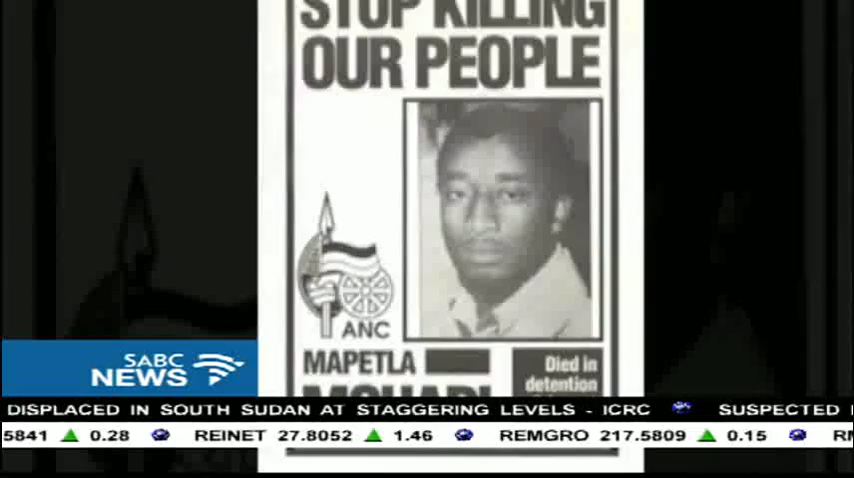 STOP KILLING
OUR PEOPLE
ANC
MAPETLA
Died in
detention
SABC
NEWS
DISPLACED IN SOUTH SUDAN AT STAGGERING LEVELS - ICRC SUSPECTED
5841 0.28 REINET 27.8052 1.46 REMGRO 217.5809 0.15